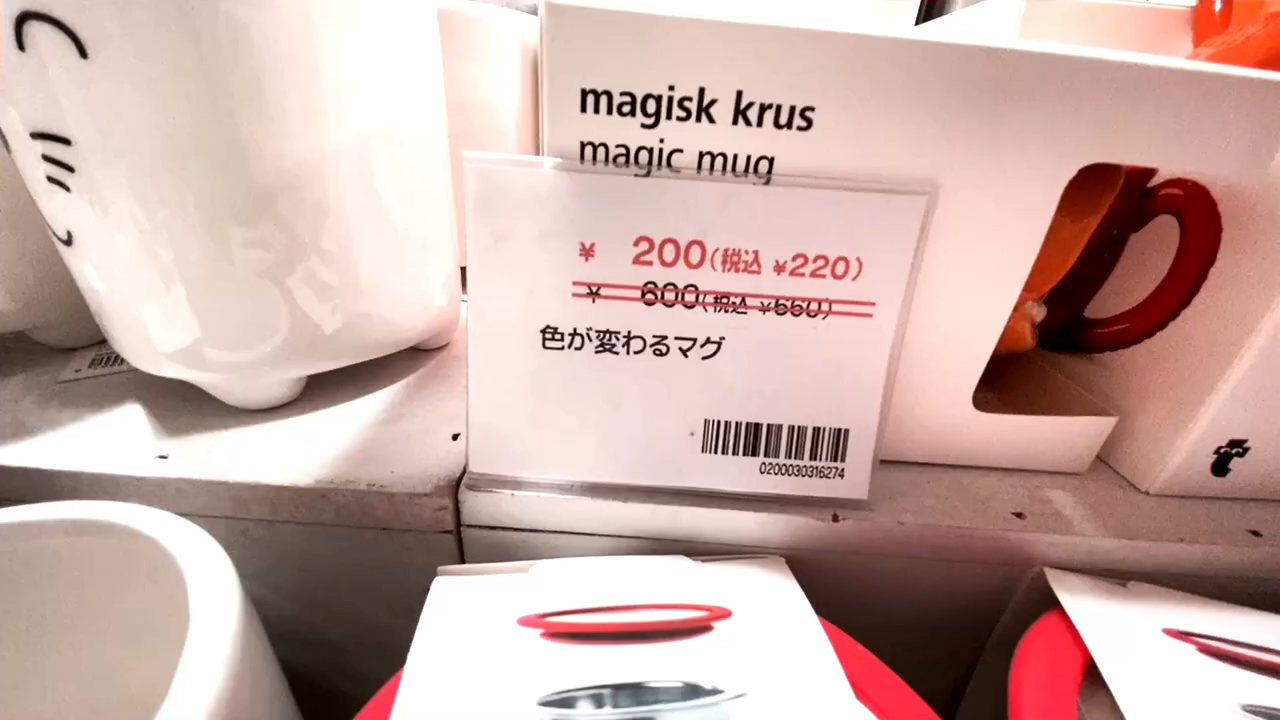 magisk krus
magic mug
¥ 200(税込 ¥220)
¥ 600(税込 ¥660)
色が変わるマグ
0200030316274